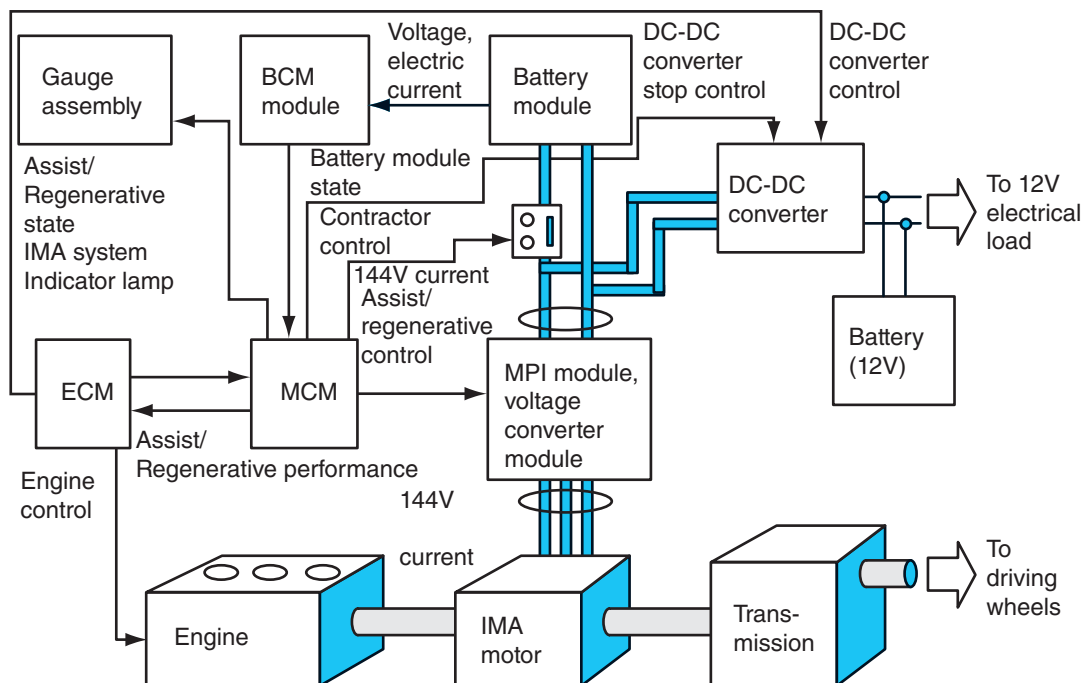 Gauge
assembly
BCM
module
Voltage,
electric
current
Battery
module
DC-DC
converter
stop control
DC-DC
converter
control
Assist/
Regenerative
state
IMA system
Indicator lamp
Battery module
state
Contractor
control
144V current
Assist/
regenerative
control
DC-DC
converter
To 12V
electrical
load
Battery
(12V)
ECM
MCM
MPI module,
voltage
converter
module
Assist/
Regenerative performance
Engine
control
144V
current
Engine
IMA
motor
Trans-
mission
To
driving
wheels